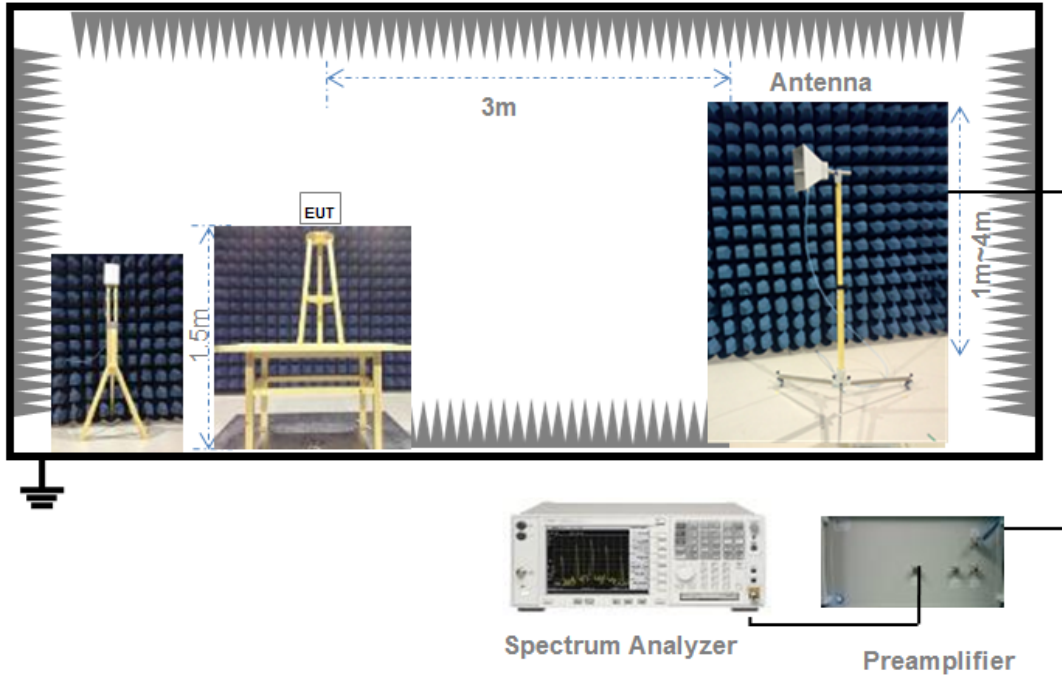 Antenna
3m
EUT
1.5m
1m~4m
Spectrum Analyzer
Preamplifier